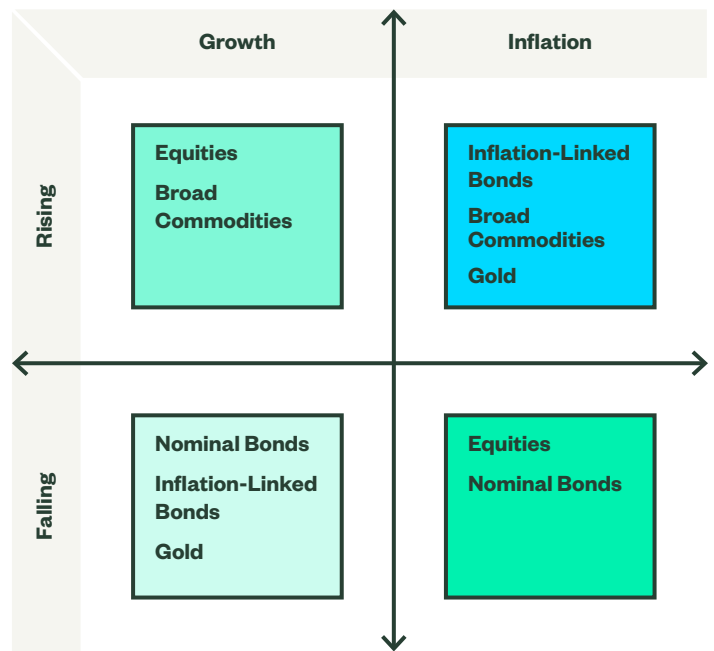 Growth
Inflation
Rising
Equities
Broad
Commodities
Inflation-Linked
Bonds
Broad
Commodities
Gold
Falling
Nominal Bonds
Inflation-Linked
Bonds
Gold
Equities
Nominal Bonds